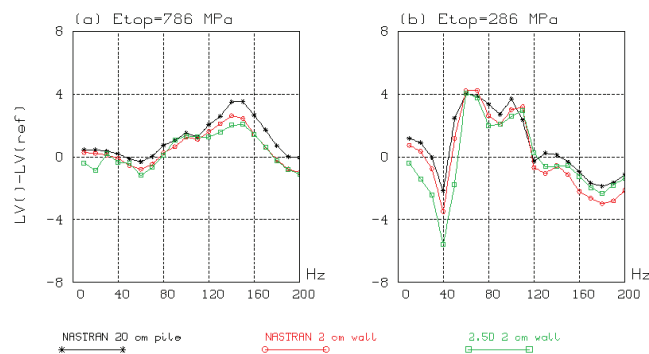 (a) Etop=786 MPa
(b) Etop=286 MPa
LV()-LV(ref)
8
4
0
-4
-8
0 40 80 120 160 200
Hz
8
4
0
-4
-8
0 40 80 120 160 200
Hz
NASTRAN 20 cm pile
NASTRAN 2 cm wall
2.5D 2 cm wall